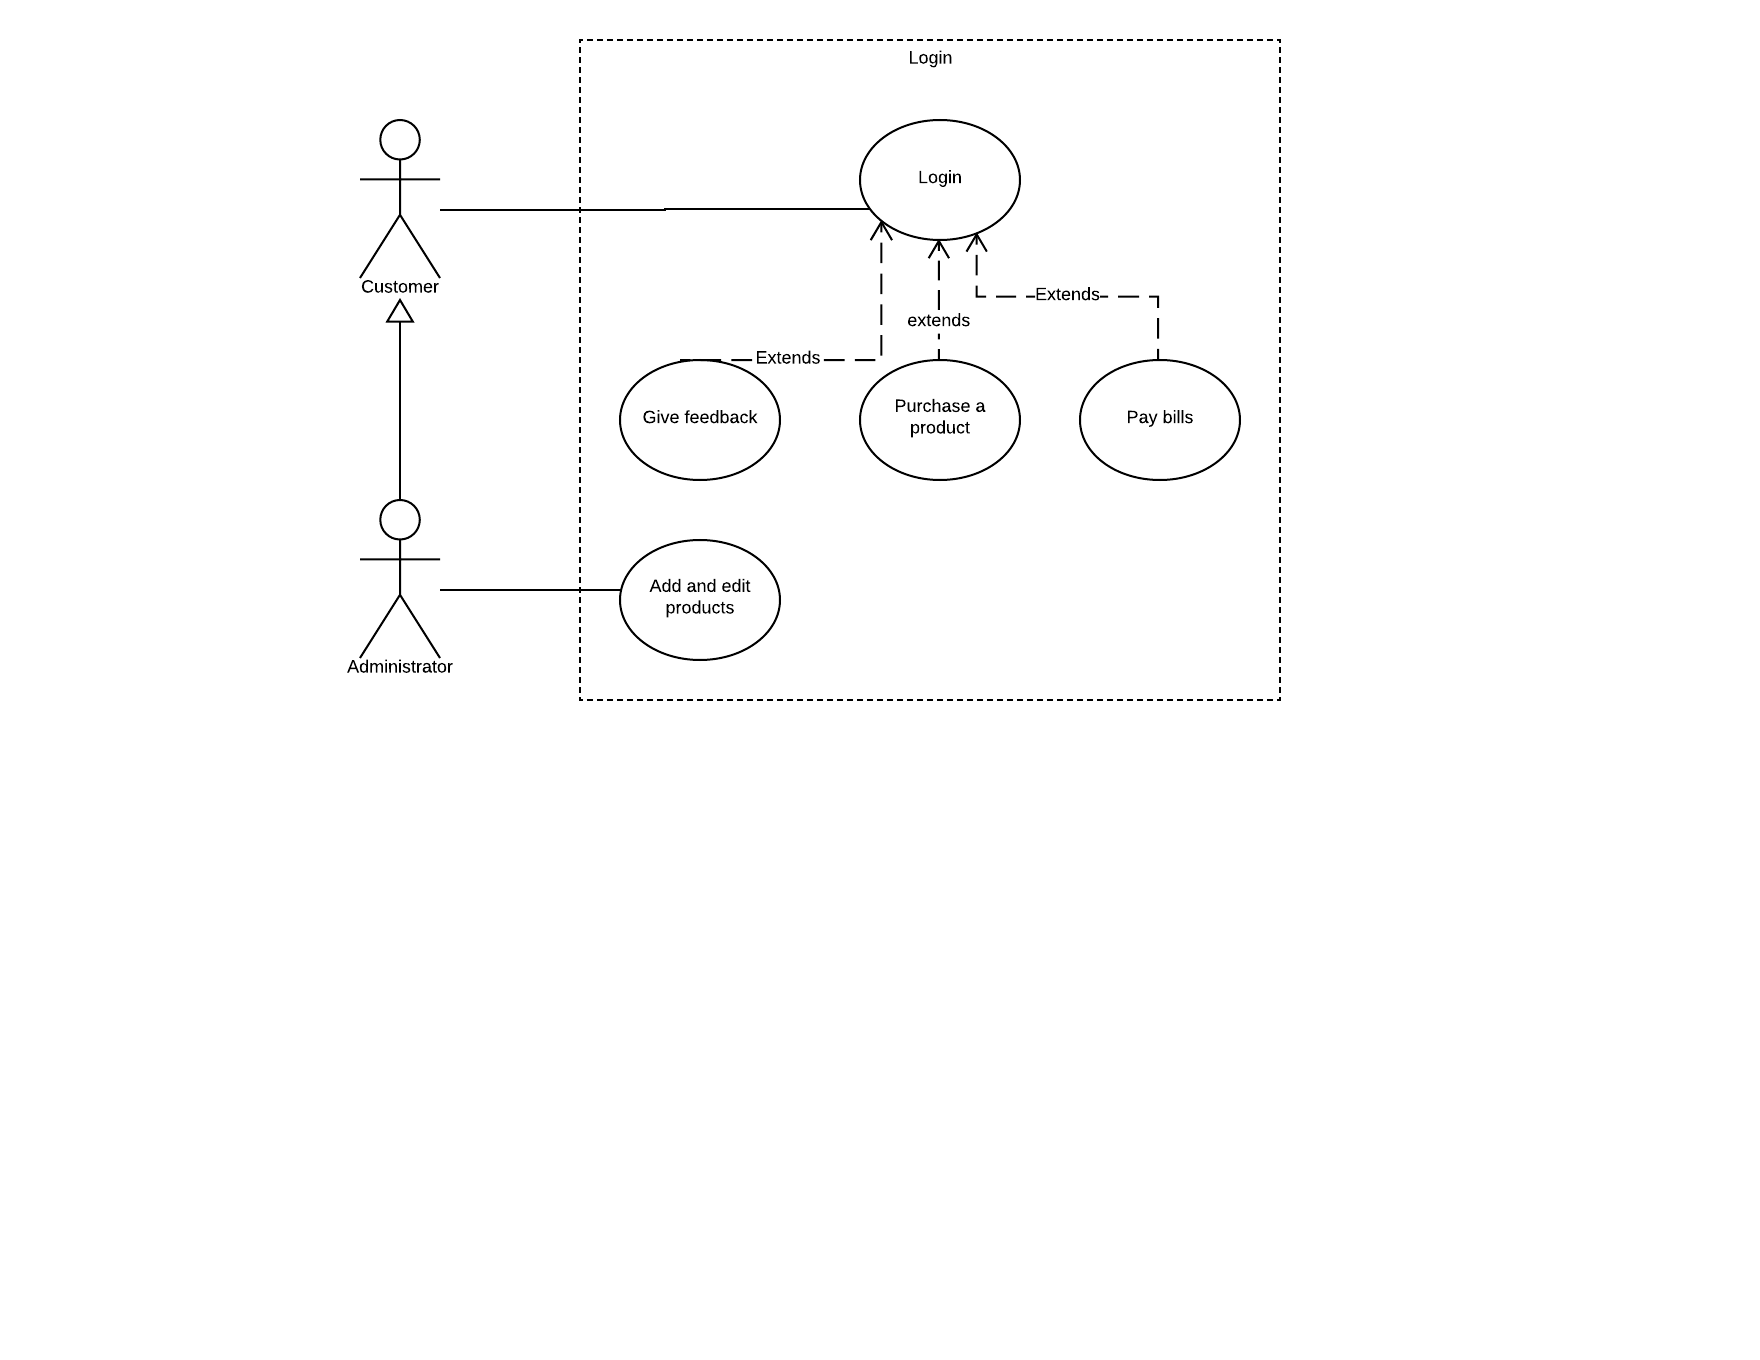 Login
Login
Customer
Extends
extends
Extends
Give feedback
Purchase a
product
Pay bills
Add and edit
products
Administrator